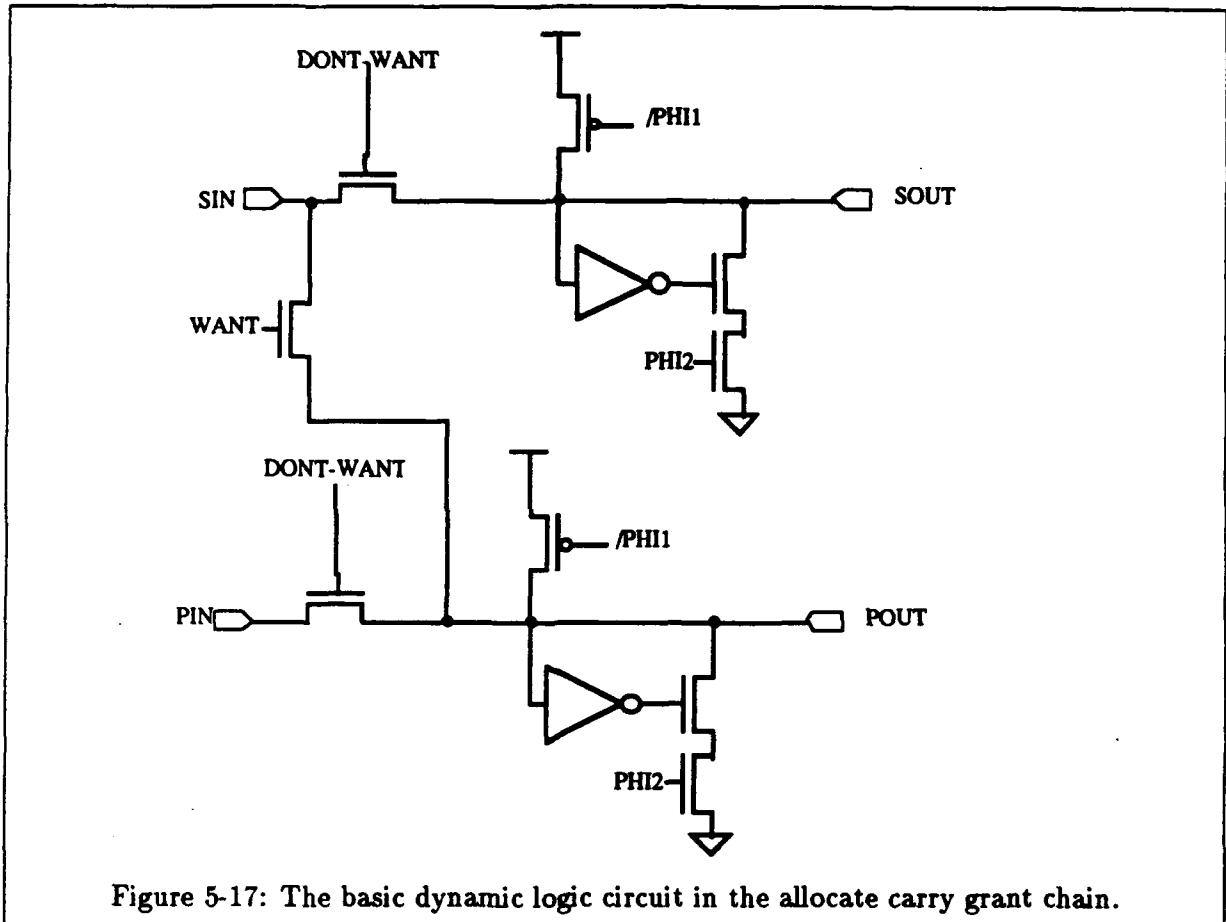 DONT-WANT
/PHI1
SIN
SOUT
WANT
PHI2
DONT-WANT
/PHI1
PIN
POUT
PHI2
Figure 5-17: The basic dynamic logic circuit in the allocate carry grant chain.